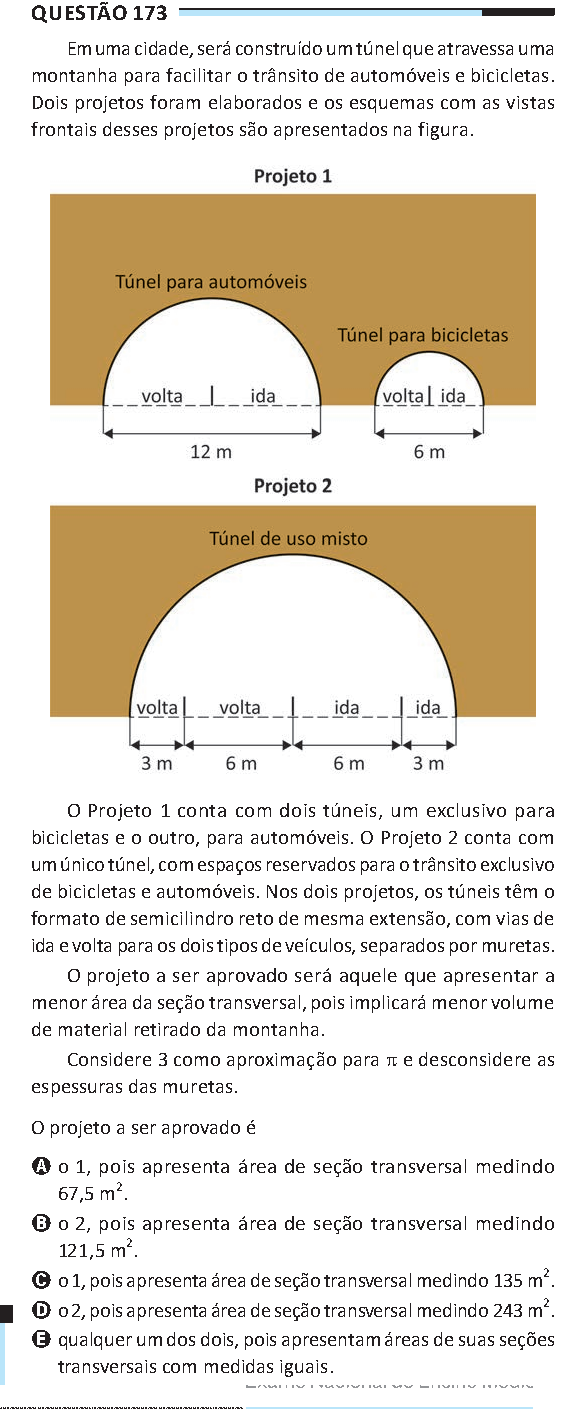 QUESTÃO 173
Em uma cidade, será construído um túnel que atravessa uma
montanha para facilitar o trânsito de automóveis e bicicletas.
Dois projetos foram elaborados e os esquemas com as vistas
frontais desses projetos são apresentados na figura.
Projeto 1
Túnel para automóveis
Túnel para bicicletas
volta ida volta ida
12 m 6 m
Projeto 2
Túnel de uso misto
volta volta ida ida
3 m 6 m 6 m 3 m
O Projeto 1 conta com dois túneis, um exclusivo para
bicicletas e o outro, para automóveis. O Projeto 2 conta com
um único túnel, com espaços reservados para o trânsito exclusivo
de bicicletas e automóveis. Nos dois projetos, os túneis têm o
formato de semicilindro reto de mesma extensão, com vias de
ida e volta para os dois tipos de veículos, separados por muretas.
O projeto a ser aprovado será aquele que apresentar a
menor área da seção transversal, pois implicará menor volume
de material retirado da montanha.
Considere 3 como aproximação para π e desconsidere as
espessuras das muretas.
O projeto a ser aprovado é
A o 1, pois apresenta área de seção transversal medindo
67,5 m².
B o 2, pois apresenta área de seção transversal medindo
121,5 m².
C o 1, pois apresenta área de seção transversal medindo 135 m².
D o 2, pois apresenta área de seção transversal medindo 243 m².
E qualquer um dos dois, pois apresentam áreas de suas seções
transversais com medidas iguais.